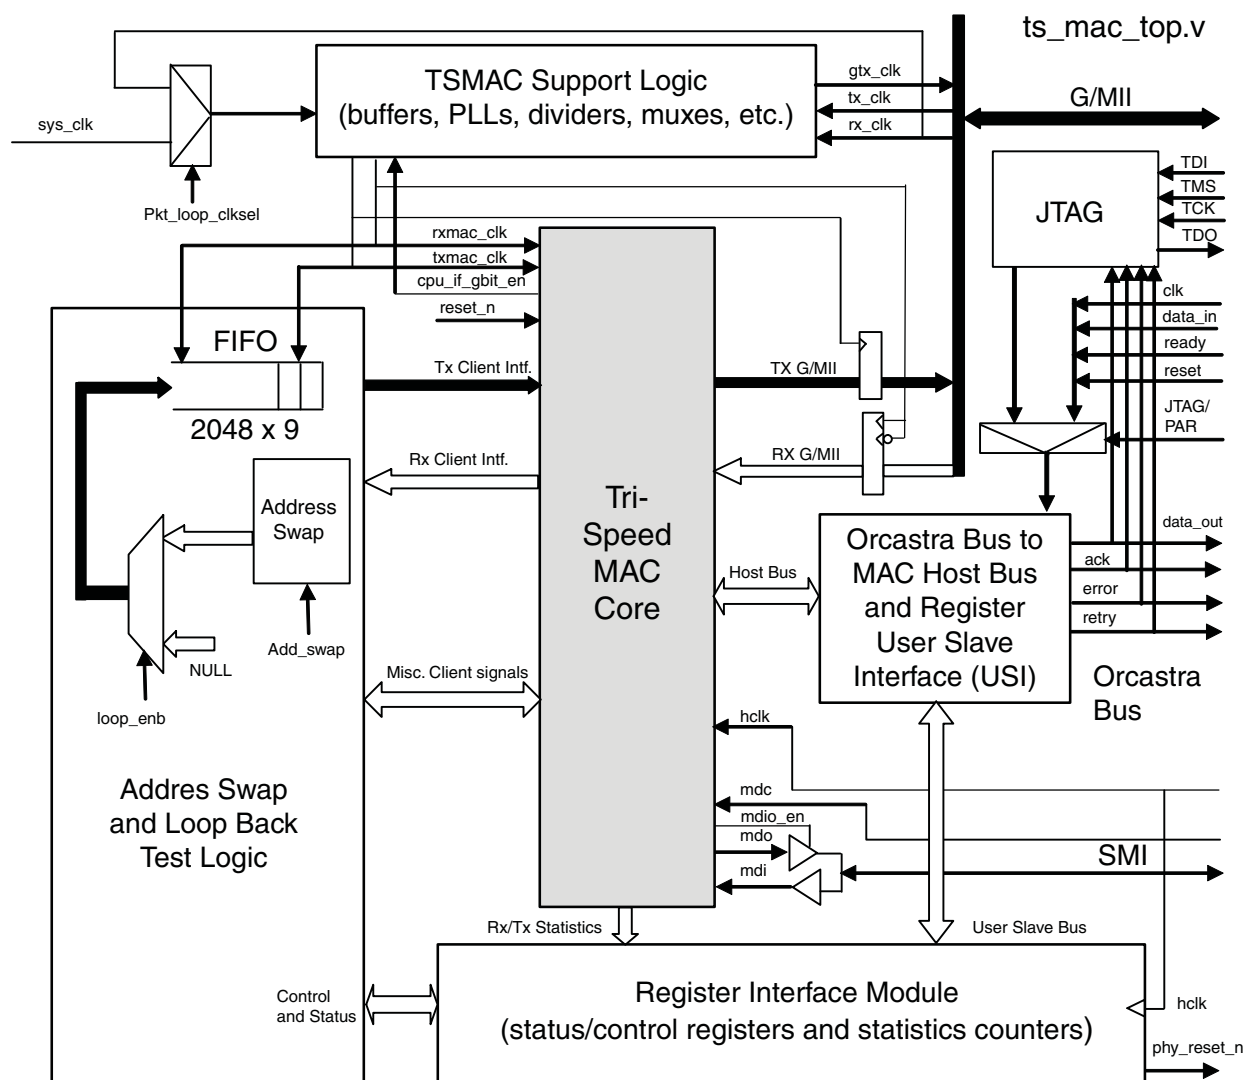 ts_mac_top.v
TSMAC Support Logic
(buffers, PLLs, dividers, muxes, etc.)
gtx_clk
tx_clk
rx_clk
G/MII
sys_clk
Pkt_loop_clksel
TDI
TMS
TCK
TDO
JTAG
rxmac_clk
txmac_clk
cpu_if_gbit_en
reset_n
clk
data_in
ready
reset
JTAG/
PAR
FIFO
2048 x 9
Tx Client Intf.
TX G/MII
Rx Client Intf.
RX G/MII
Tri-
Speed
MAC
Core
Address
Swap
Add_swap
NULL
loop_enb
Host Bus
Orcastra Bus to
MAC Host Bus
and Register
User Slave
Interface (USI)
data_out
ack
error
retry
Orcastra
Bus
Misc. Client signals
hclk
mdc
mdio_en
mdo
mdi
SMI
Addres Swap
and Loop Back
Test Logic
Rx/Tx Statistics
User Slave Bus
Control
and Status
Register Interface Module
(status/control registers and statistics counters)
hclk
phy_reset_n